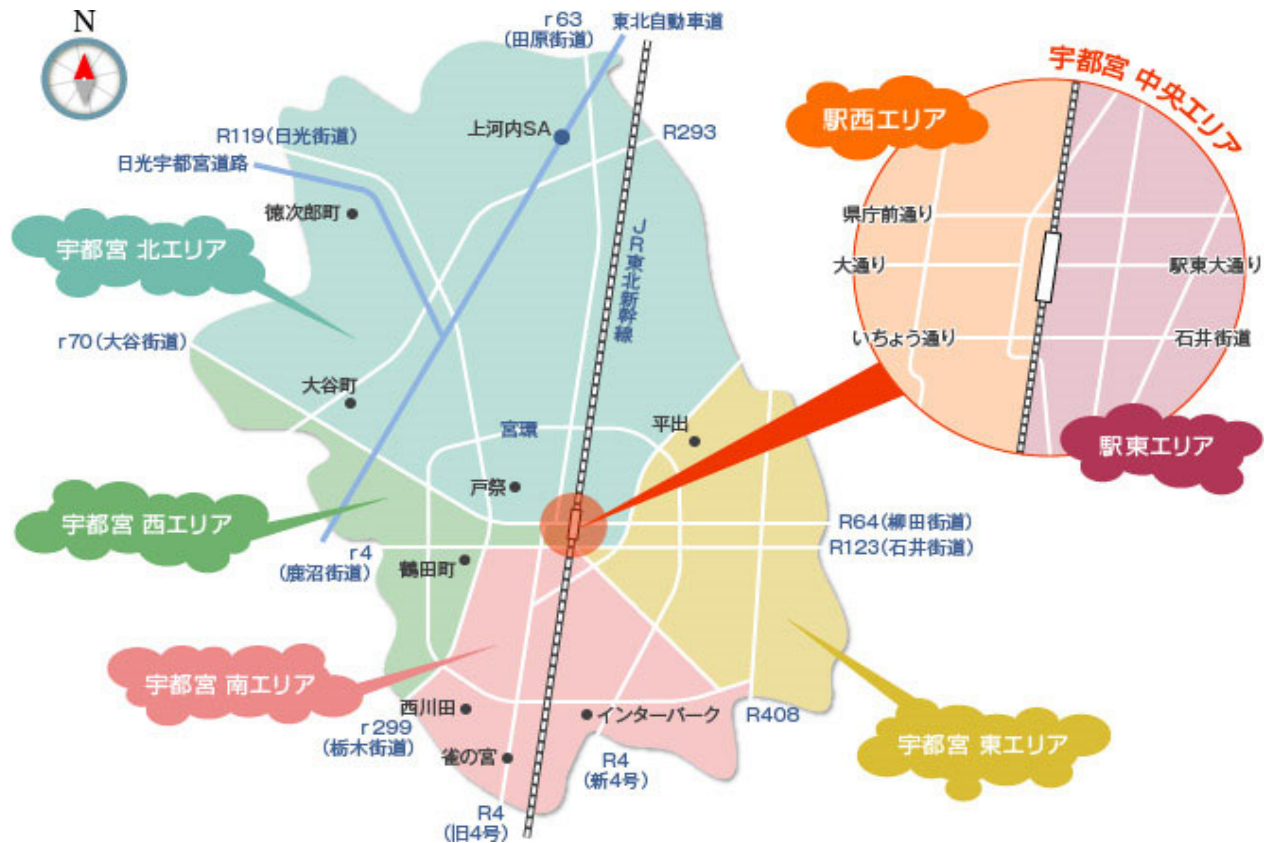 N
r63
(田原街道)
東北自動車道
宇都宮 中央エリア
駅西エリア
上河内SA
R119(日光街道)
R293
日光宇都宮道路
徳次郎町
県庁前通り
宇都宮 北エリア
JR東北新幹線
大通り
駅東大通り
r70(大谷街道)
いちょう通り
石井街道
大谷町
宮環
平出
駅東エリア
戸祭
宇都宮 西エリア
R64(柳田街道)
R123(石井街道)
r4
(鹿沼街道)
鶴田町
宇都宮 南エリア
西川田
インターパーク
R408
r299
(栃木街道)
宇都宮 東エリア
雀の宮
R4
(新4号)
R4
(旧4号)